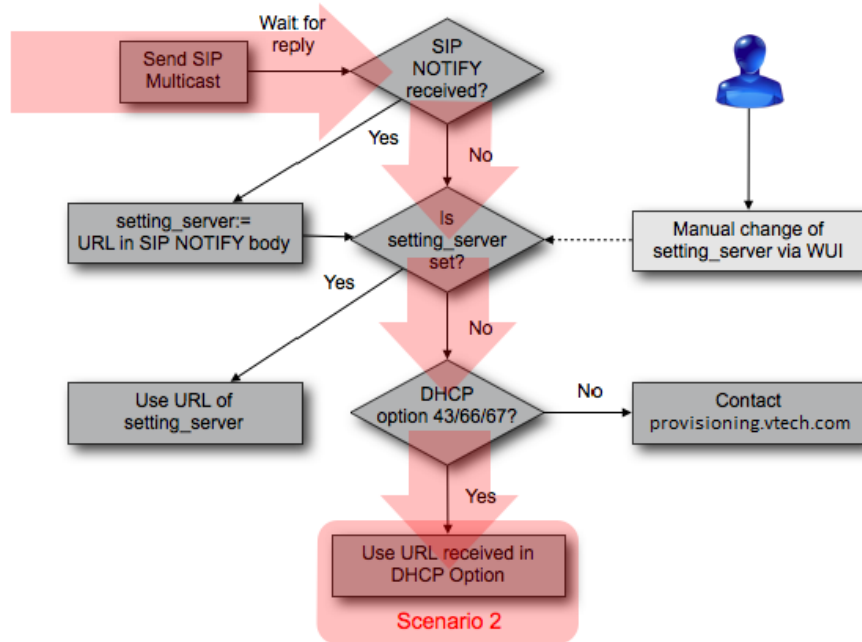 Wait for
reply
Send SIP
Multicast
SIP
NOTIFY
received?
Yes
No
setting_server:=
URL in SIP NOTIFY body
Is
setting_server
set?
Manual change of
setting_server via WUI
Yes
No
Use URL of
setting_server
DHCP
option 43/66/67?
No
Contact
provisioning.vtech.com
Yes
Use URL received in
DHCP Option
Scenario 2